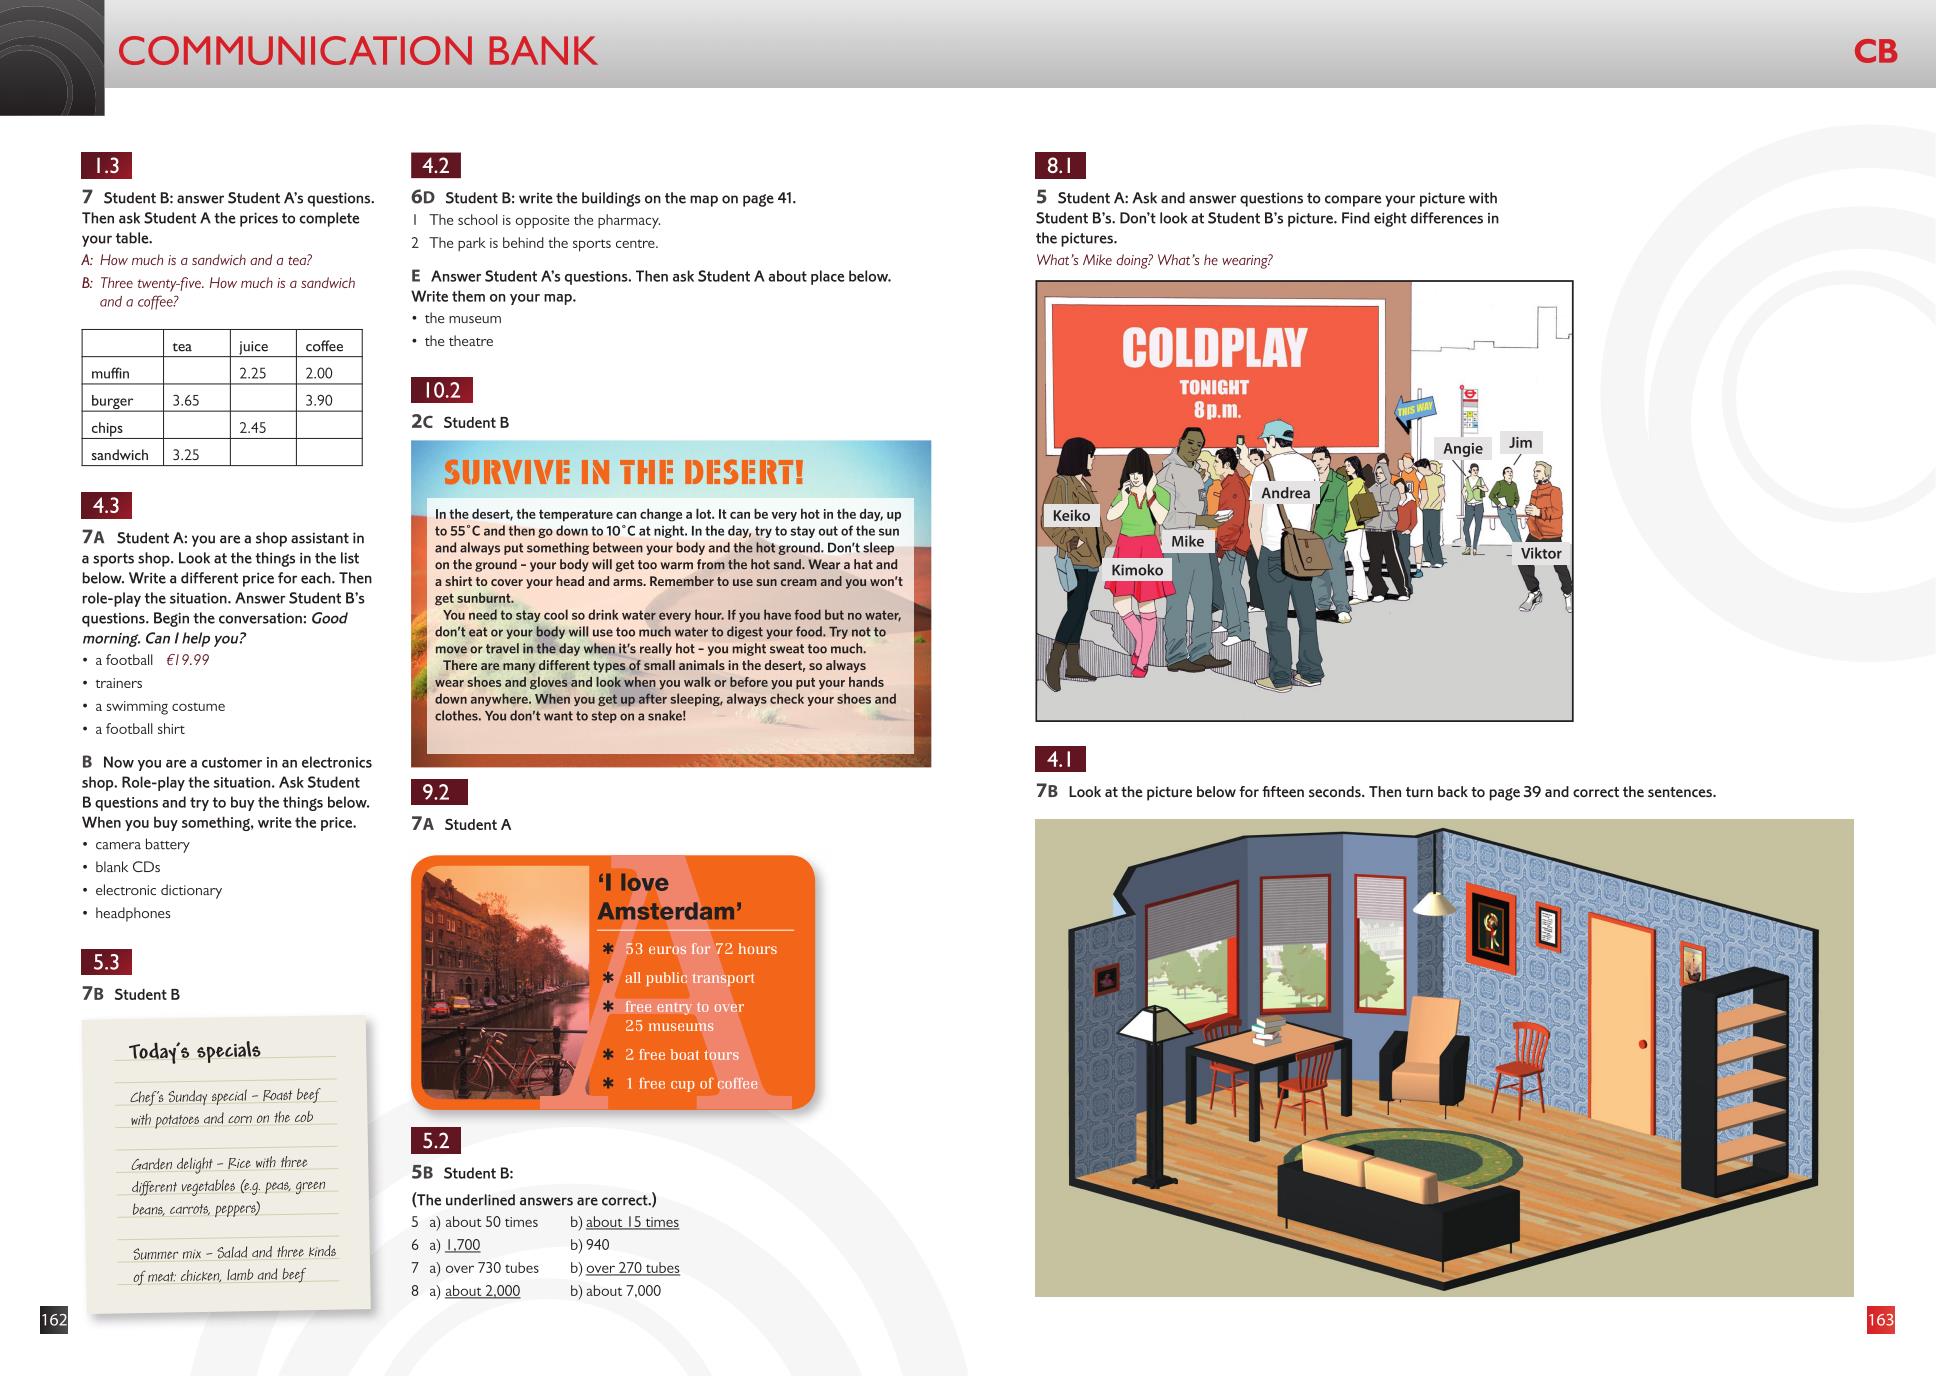 COMMUNICATION BANK
CB
1.3
7 Student B: answer Student A's questions.
Then ask Student A the prices to complete
your table.
A: How much is a sandwich and a tea?
B: Three twenty-five. How much is a sandwich
and a coffee?
tea juice coffee
muffin 2.25 2.00
burger 3.65 3.90
chips 2.45
sandwich 3.25
4.3
7A Student A: you are a shop assistant in
a sports shop. Look at the things in the list
below. Write a different price for each. Then
role-play the situation. Answer Student B's
questions. Begin the conversation: Good
morning. Can I help you?
• a football €19.99
• trainers
• a swimming costume
• a football shirt
B Now you are a customer in an electronics
shop. Role-play the situation. Ask Student
B questions and try to buy the things below.
When you buy something, write the price.
• camera battery
• blank CDs
• electronic dictionary
• headphones
5.3
7B Student B
Today's specials
Chef's Sunday special – Roast beef
with potatoes and corn on the cob
Garden delight – Rice with three
different vegetables (e.g. peas, green
beans, carrots, peppers)
Summer mix – Salad and three kinds
of meat: chicken, lamb and beef
162
4.2
6D Student B: write the buildings on the map on page 41.
1 The school is opposite the pharmacy.
2 The park is behind the sports centre.
E Answer Student A's questions. Then ask Student A about place below.
Write them on your map.
• the museum
• the theatre
10.2
2C Student B
SURVIVE IN THE DESERT!
In the desert, the temperature can change a lot. It can be very hot in the day, up
to 55˚C and then go down to 10˚C at night. In the day, try to stay out of the sun
and always put something between your body and the hot ground. Don't sleep
on the ground – your body will get too warm from the hot sand. Wear a hat and
a shirt to cover your head and arms. Remember to use sun cream and you won't
get sunburnt.
You need to stay cool so drink water every hour. If you have food but no water,
don't eat or your body will use too much water to digest your food. Try not to
move or travel in the day when it's really hot – you might sweat too much.
There are many different types of small animals in the desert, so always
wear shoes and gloves and look when you walk or before you put your hands
down anywhere. When you get up after sleeping, always check your shoes and
clothes. You don't want to step on a snake!
9.2
7A Student A
'I love
Amsterdam'
✱ 53 euros for 72 hours
✱ all public transport
✱ free entry to over
25 museums
✱ 2 free boat tours
✱ 1 free cup of coffee
A
5.2
5B Student B:
(The underlined answers are correct.)
5 a) about 50 times b) about 15 times
6 a) 1,700 b) 940
7 a) over 730 tubes b) over 270 tubes
8 a) about 2,000 b) about 7,000
8.1
5 Student A: Ask and answer questions to compare your picture with
Student B's. Don't look at Student B's picture. Find eight differences in
the pictures.
What's Mike doing? What's he wearing?
COLDPLAY
TONIGHT
8p.m.
THIS WAY
Angie
Jim
Andrea
Keiko
Mike
Kimoko
Viktor
4.1
7B Look at the picture below for fifteen seconds. Then turn back to page 39 and correct the sentences.
163